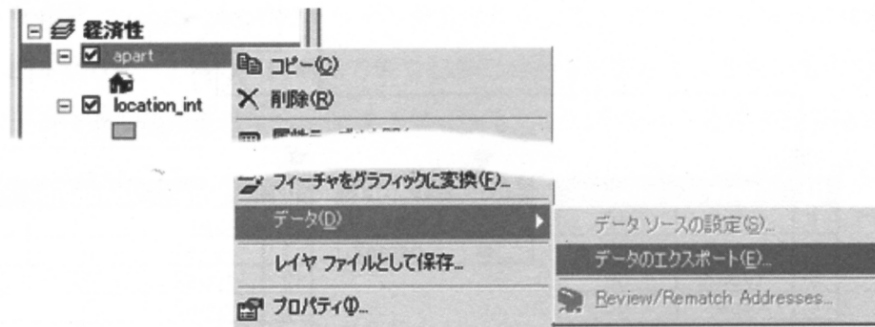 経済性
apart
location_int
コピー(C)
削除(R)
フィーチャをグラフィックに変換(F)...
データ(D)
レイヤ ファイルとして保存...
プロパティ(I)...
データ ソースの設定(S)...
データのエクスポート(E)...
Review/Rematch Addresses...